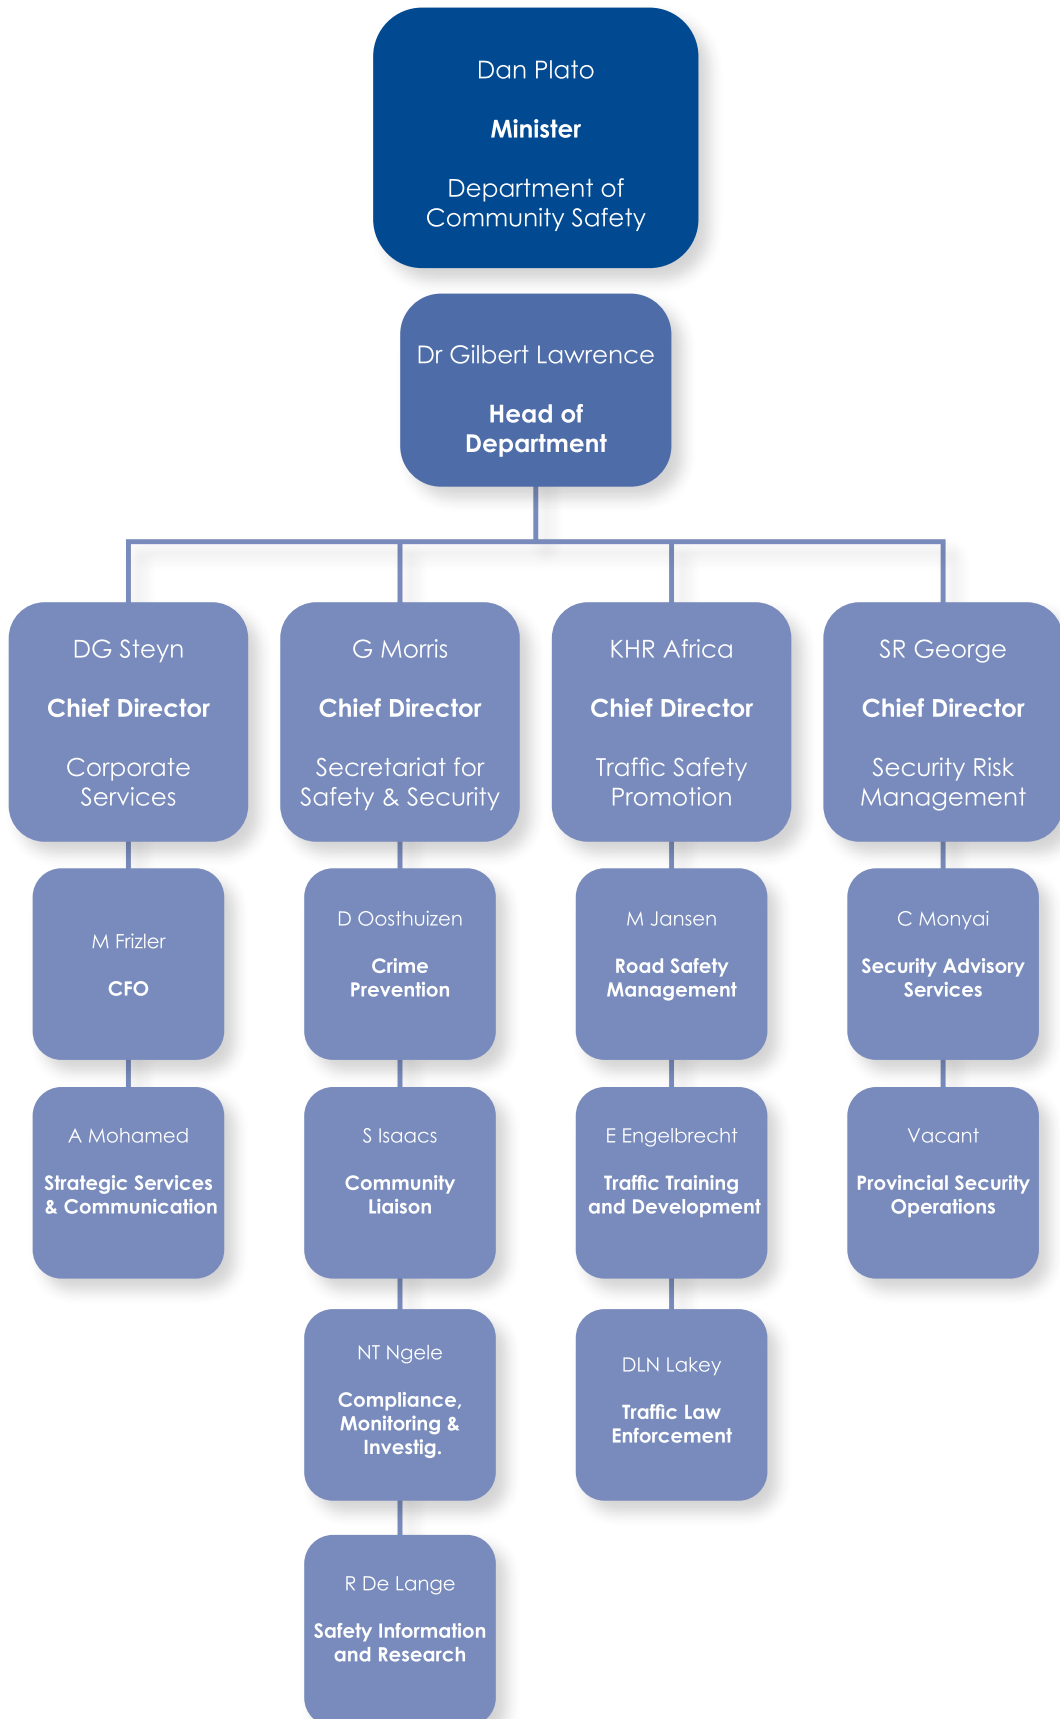 Dan Plato
Minister
Department of
Community Safety
Dr Gilbert Lawrence
Head of
Department
DG Steyn
Chief Director
Corporate
Services
G Morris
Chief Director
Secretariat for
Safety & Security
KHR Africa
Chief Director
Traffic Safety
Promotion
SR George
Chief Director
Security Risk
Management
M Frizler
CFO
D Oosthuizen
Crime
Prevention
M Jansen
Road Safety
Management
C Monyai
Security Advisory
Services
A Mohamed
Strategic Services
& Communication
S Isaacs
Community
Liaison
E Engelbrecht
Traffic Training
and Development
Vacant
Provincial Security
Operations
NT Ngele
Compliance,
Monitoring &
Investig.
DLN Lakey
Traffic Law
Enforcement
R De Lange
Safety Information
and Research